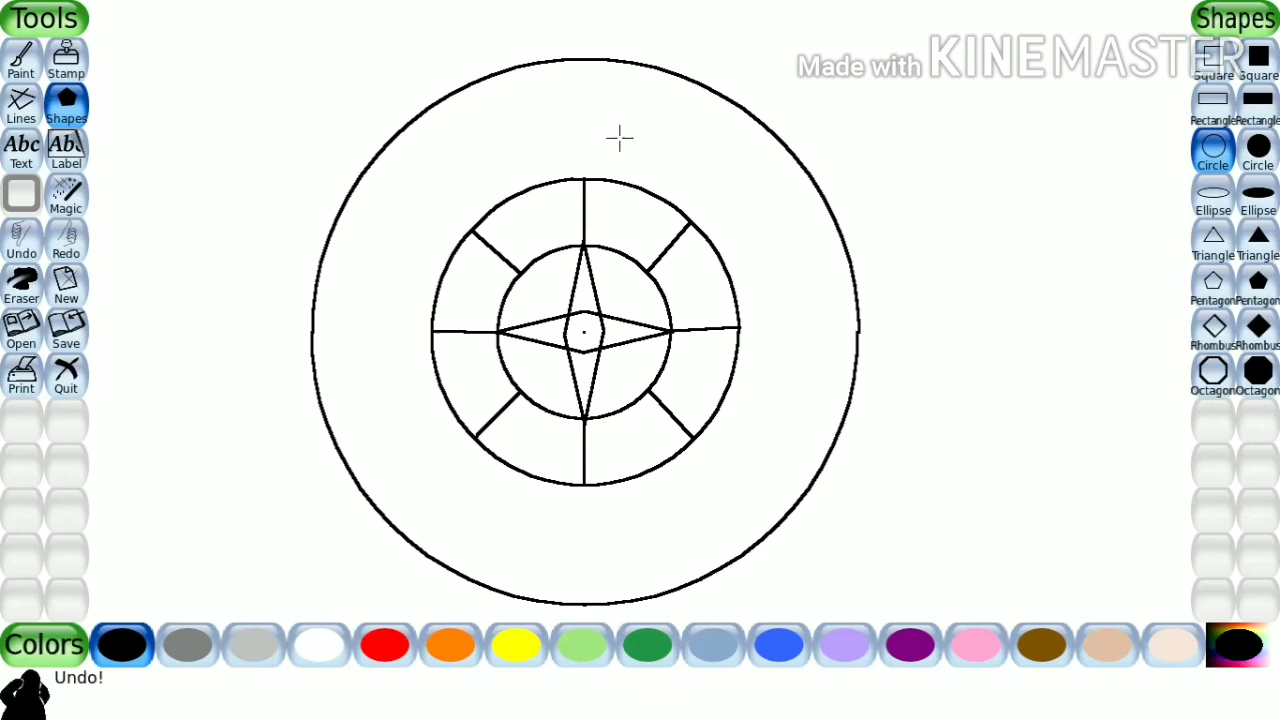 Tools
Shapes
Made with KINEMASTER
Paint
Stamp
Lines
Shapes
Abc
Text
Abc
Label
Magic
Undo
Redo
Eraser
New
Open
Save
Print
Quit
Square
Square
Rectangle
Rectangle
Circle
Circle
Ellipse
Ellipse
Triangle
Triangle
Pentagon
Pentagon
Rhombus
Rhombus
Octagon
Octagon
Colors
Undo!